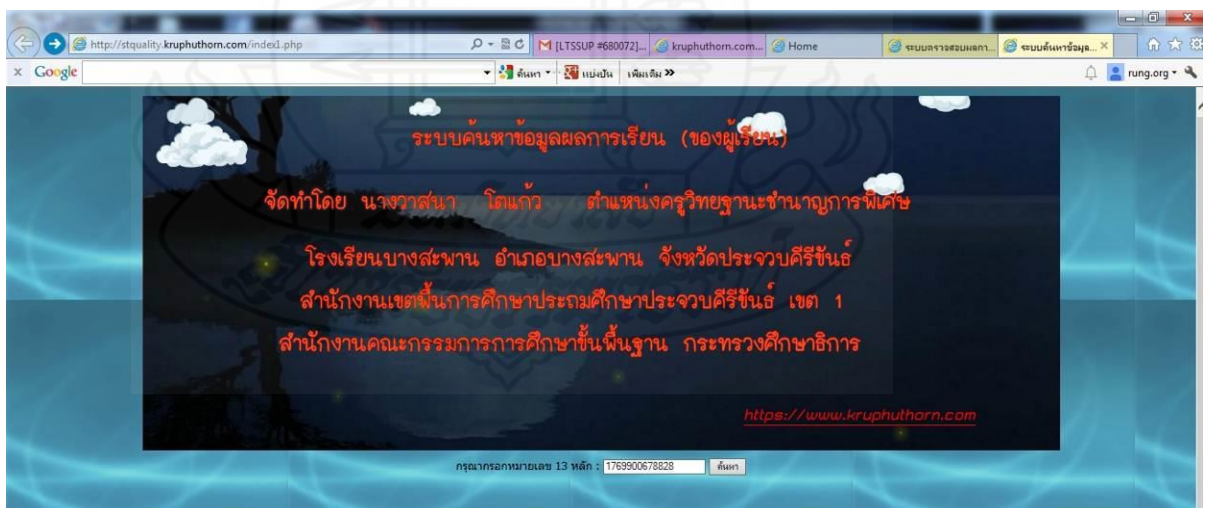 http://stquality.kruphuthorn.com/index1.php
[LTSSUP #680072]... kruphuthorn.com... Home ระบบตรวจสอบผลกา... ระบบค้นหาข้อมูล... ×
× Google ค้นหา แบ่งปัน เพิ่มเติม » rung.org
ระบบค้นหาข้อมูลผลการเรียน (ของผู้เรียน)
จัดทำโดย นางวาสนา โตแก้ว ตำแหน่งครูวิทยฐานะชำนาญการพิเศษ
โรงเรียนบางสะพาน อำเภอบางสะพาน จังหวัดประจวบคีรีขันธ์
สำนักงานเขตพื้นการศึกษาประถมศึกษาประจวบคีรีขันธ์ เขต 1
สำนักงานคณะกรรมการการศึกษาขั้นพื้นฐาน กระทรวงศึกษาธิการ
https://www.kruphuthorn.com
กรุณากรอกหมายเลข 13 หลัก : 1769900678828 ค้นหา